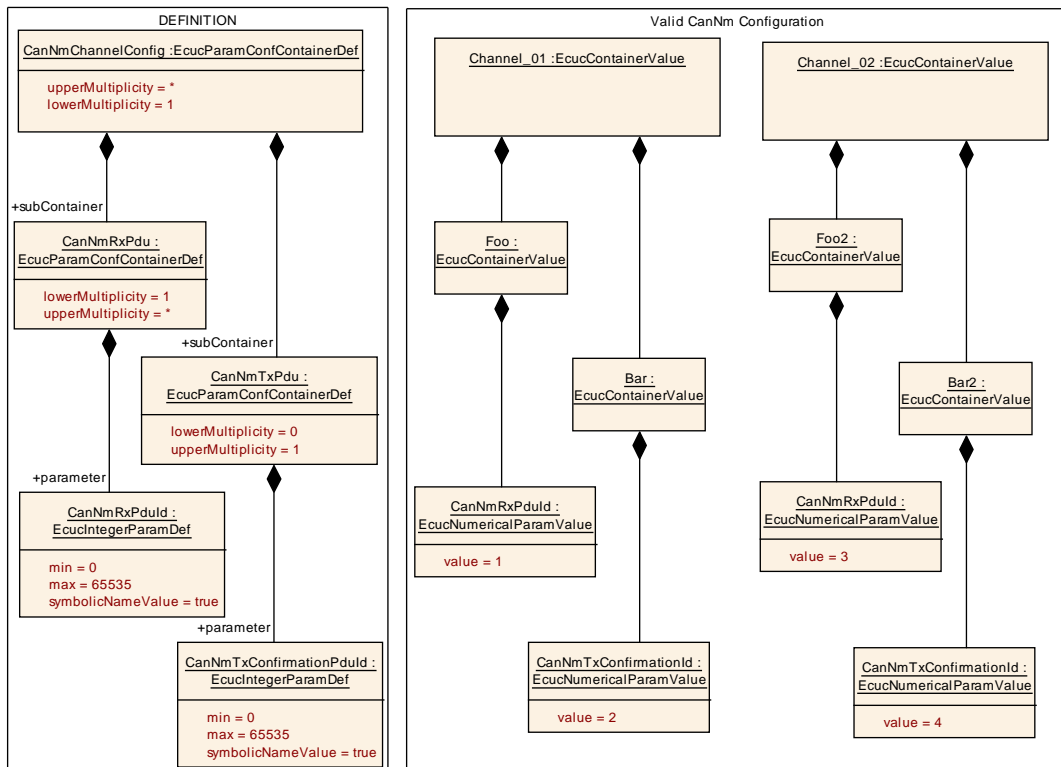 DEFINITION
CanNmChannelConfig :EcucParamConfContainerDef
upperMultiplicity = *
lowerMultiplicity = 1
+subContainer
CanNmRxPdu :
EcucParamConfContainerDef
lowerMultiplicity = 1
upperMultiplicity = *
+subContainer
CanNmTxPdu :
EcucParamConfContainerDef
lowerMultiplicity = 0
upperMultiplicity = 1
+parameter
CanNmRxPduId :
EcucIntegerParamDef
min = 0
max = 65535
symbolicNameValue = true
+parameter
CanNmTxConfirmationPduId :
EcucIntegerParamDef
min = 0
max = 65535
symbolicNameValue = true
Valid CanNm Configuration
Channel_01 :EcucContainerValue
Foo :
EcucContainerValue
Bar :
EcucContainerValue
CanNmRxPduId :
EcucNumericalParamValue
value = 1
CanNmTxConfirmationId :
EcucNumericalParamValue
value = 2
Channel_02 :EcucContainerValue
Foo2 :
EcucContainerValue
Bar2 :
EcucContainerValue
CanNmRxPduId :
EcucNumericalParamValue
value = 3
CanNmTxConfirmationId :
EcucNumericalParamValue
value = 4